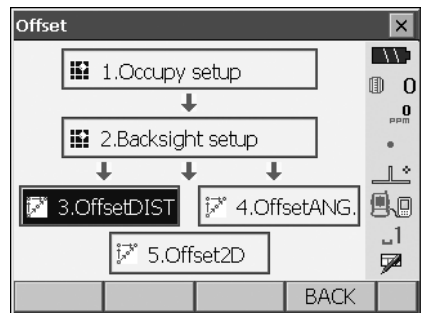 Offset
1.Occupy setup
0
0
ppm
2.Backsight setup
3.OffsetDIST
4.OffsetANG.
1
5.Offset2D
BACK